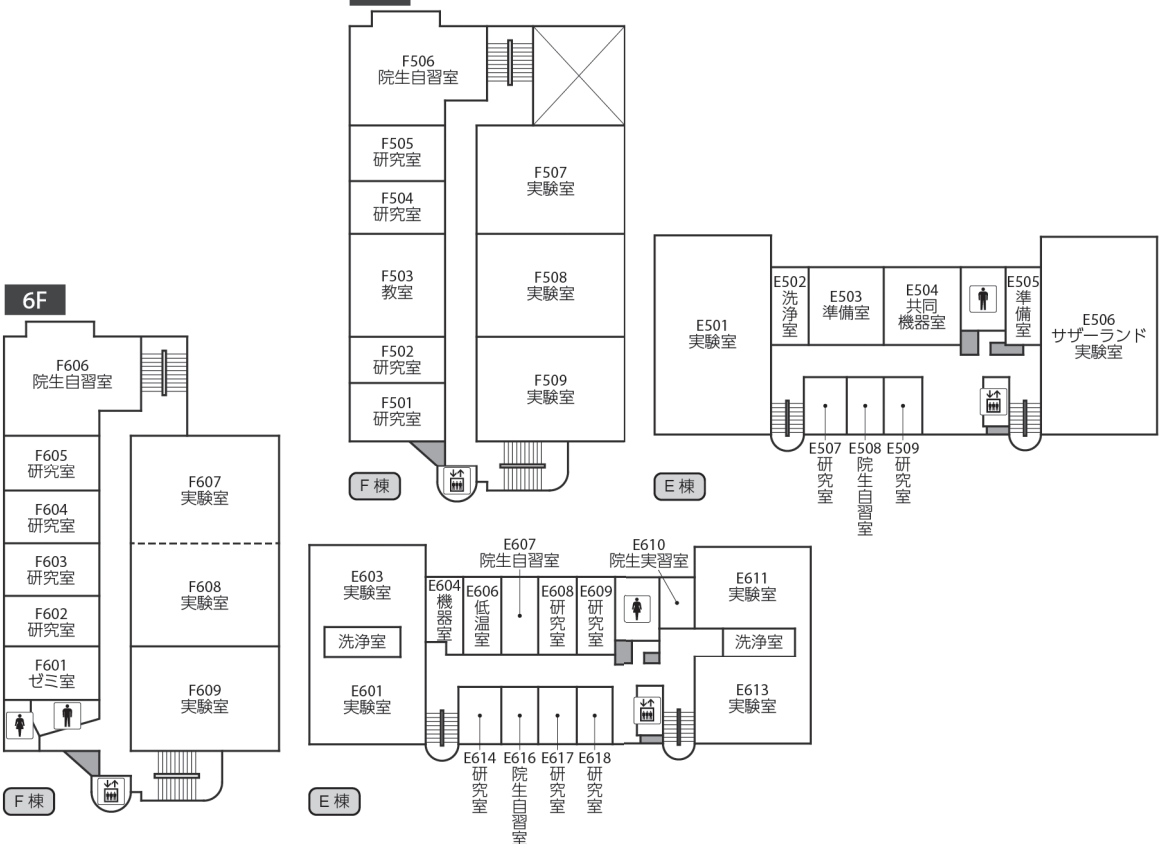 F506
院生自習室
F505
研究室
F504
研究室
F503
教室
F502
研究室
F501
研究室
F507
実験室
F508
実験室
F509
実験室
F棟
E501
実験室
E502
洗浄室
E503
準備室
E504
共同
機器室
E505
準備室
E506
サザーランド
実験室
E507
研究室
E508
院生自習室
E509
研究室
E棟
6F
F606
院生自習室
F605
研究室
F604
研究室
F603
研究室
F602
研究室
F601
ゼミ室
F607
実験室
F608
実験室
F609
実験室
F棟
E603
実験室
洗浄室
E601
実験室
E604
機器室
E606
低温室
E607
院生自習室
E608
研究室
E609
研究室
E610
院生実習室
E611
実験室
洗浄室
E613
実験室
E614
研究室
E616
院生自習室
E617
研究室
E618
研究室
E棟